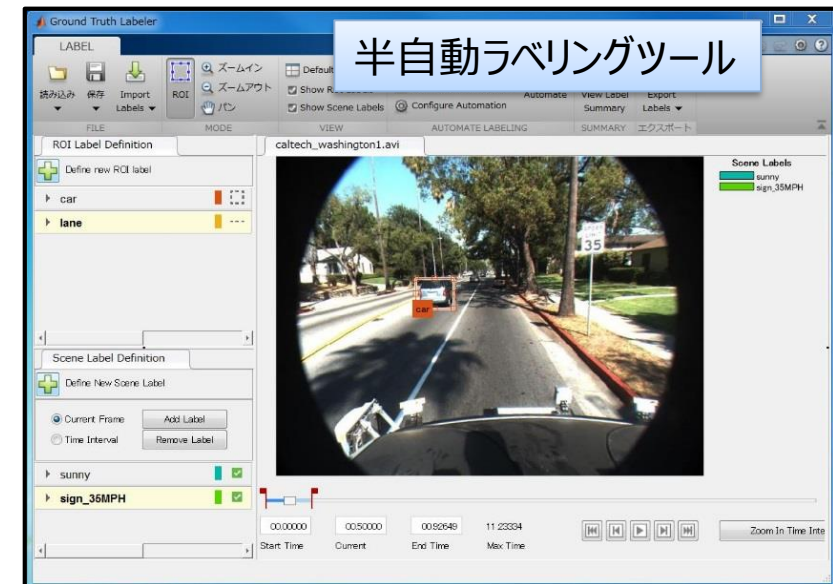 Ground Truth Labeler
半自動ラベリングツール
LABEL
読み込み
保存
Import
Labels
ROI
ズームイン
ズームアウト
パン
Default
Show Scene Labels
Configure Automation
Automate
View Label
Summary
Export
Labels
FILE
MODE
VIEW
AUTOMATE LABELING
SUMMARY
エクスポート
ROI Label Definition
caltech_washington1.avi
Define new ROI label
car
lane
Scene Labels
sunny
sign_35MPH
SPEED
LIMIT
35
car
Scene Label Definition
Define New Scene Label
Current Frame
Add Label
Time Interval
Remove Label
sunny
sign_35MPH
00.00000
00.50000
00.92649
11.23334
Start Time
Current
End Time
Max Time
Zoom In Time Inte